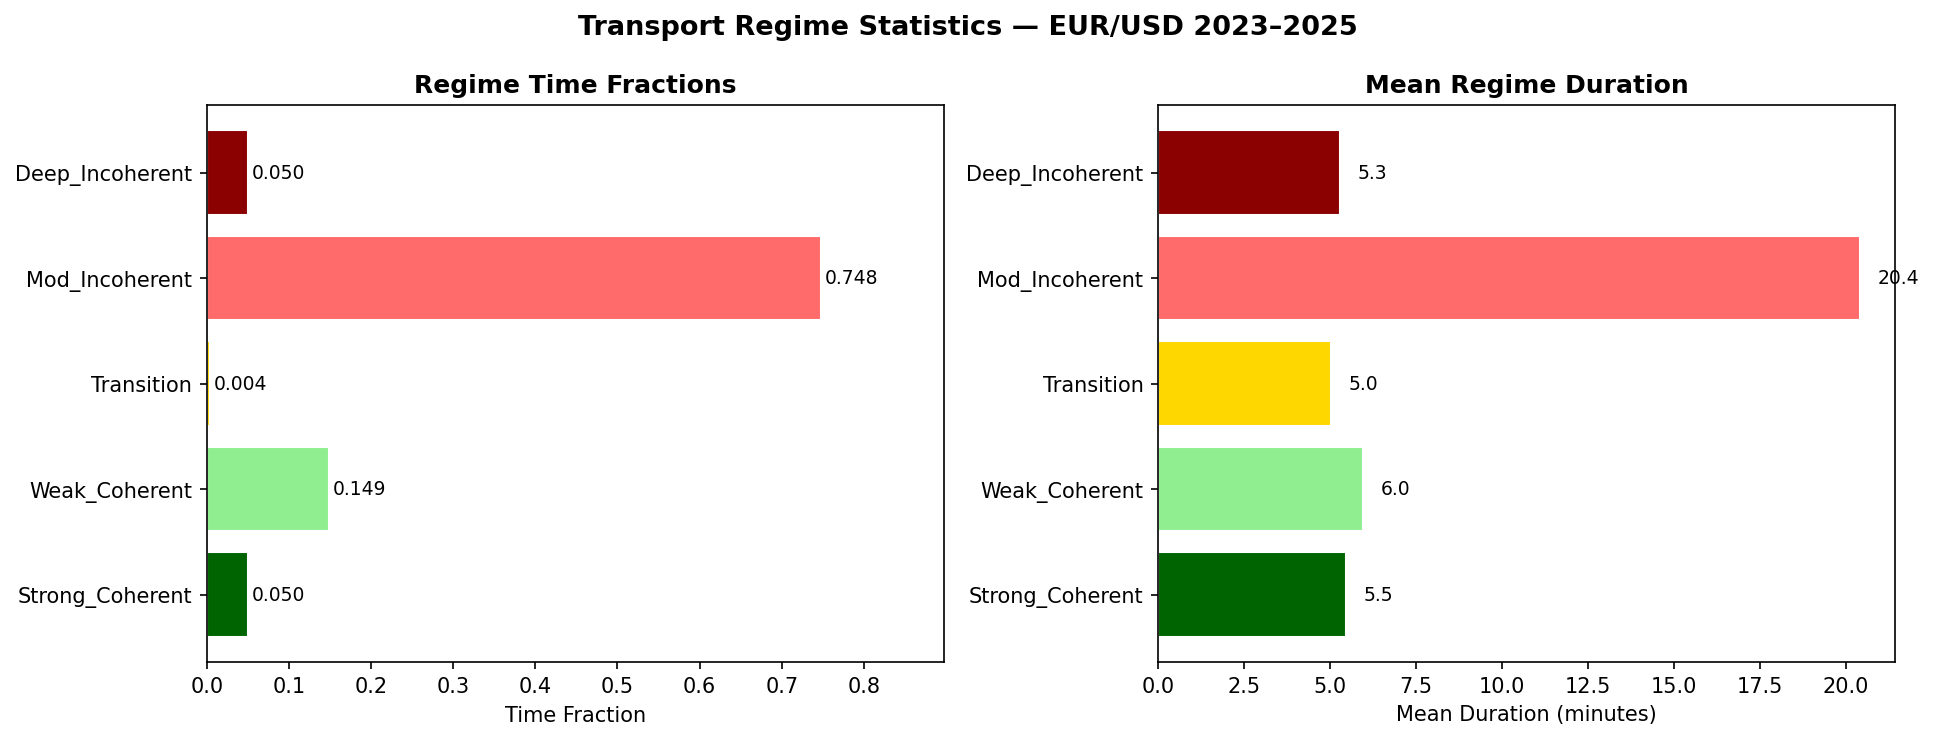 Transport Regime Statistics — EUR/USD 2023–2025
Regime Time Fractions
Deep_Incoherent
0.050
Mod_Incoherent
0.748
Transition
0.004
Weak_Coherent
0.149
Strong_Coherent
0.050
0.0 0.1 0.2 0.3 0.4 0.5 0.6 0.7 0.8
Time Fraction
Mean Regime Duration
Deep_Incoherent
5.3
Mod_Incoherent
20.4
Transition
5.0
Weak_Coherent
6.0
Strong_Coherent
5.5
0.0 2.5 5.0 7.5 10.0 12.5 15.0 17.5 20.0
Mean Duration (minutes)